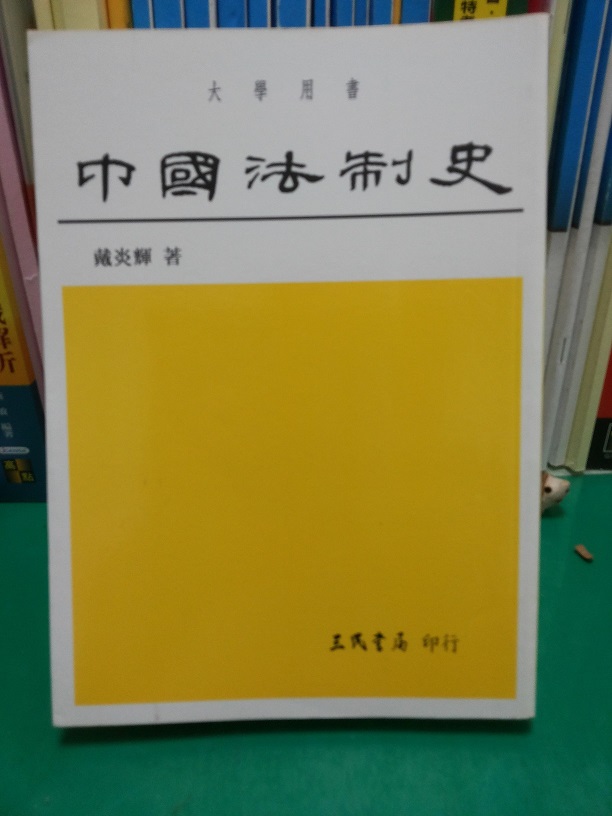 大學用書
中國法制史
戴炎輝 著
三民書局 印行